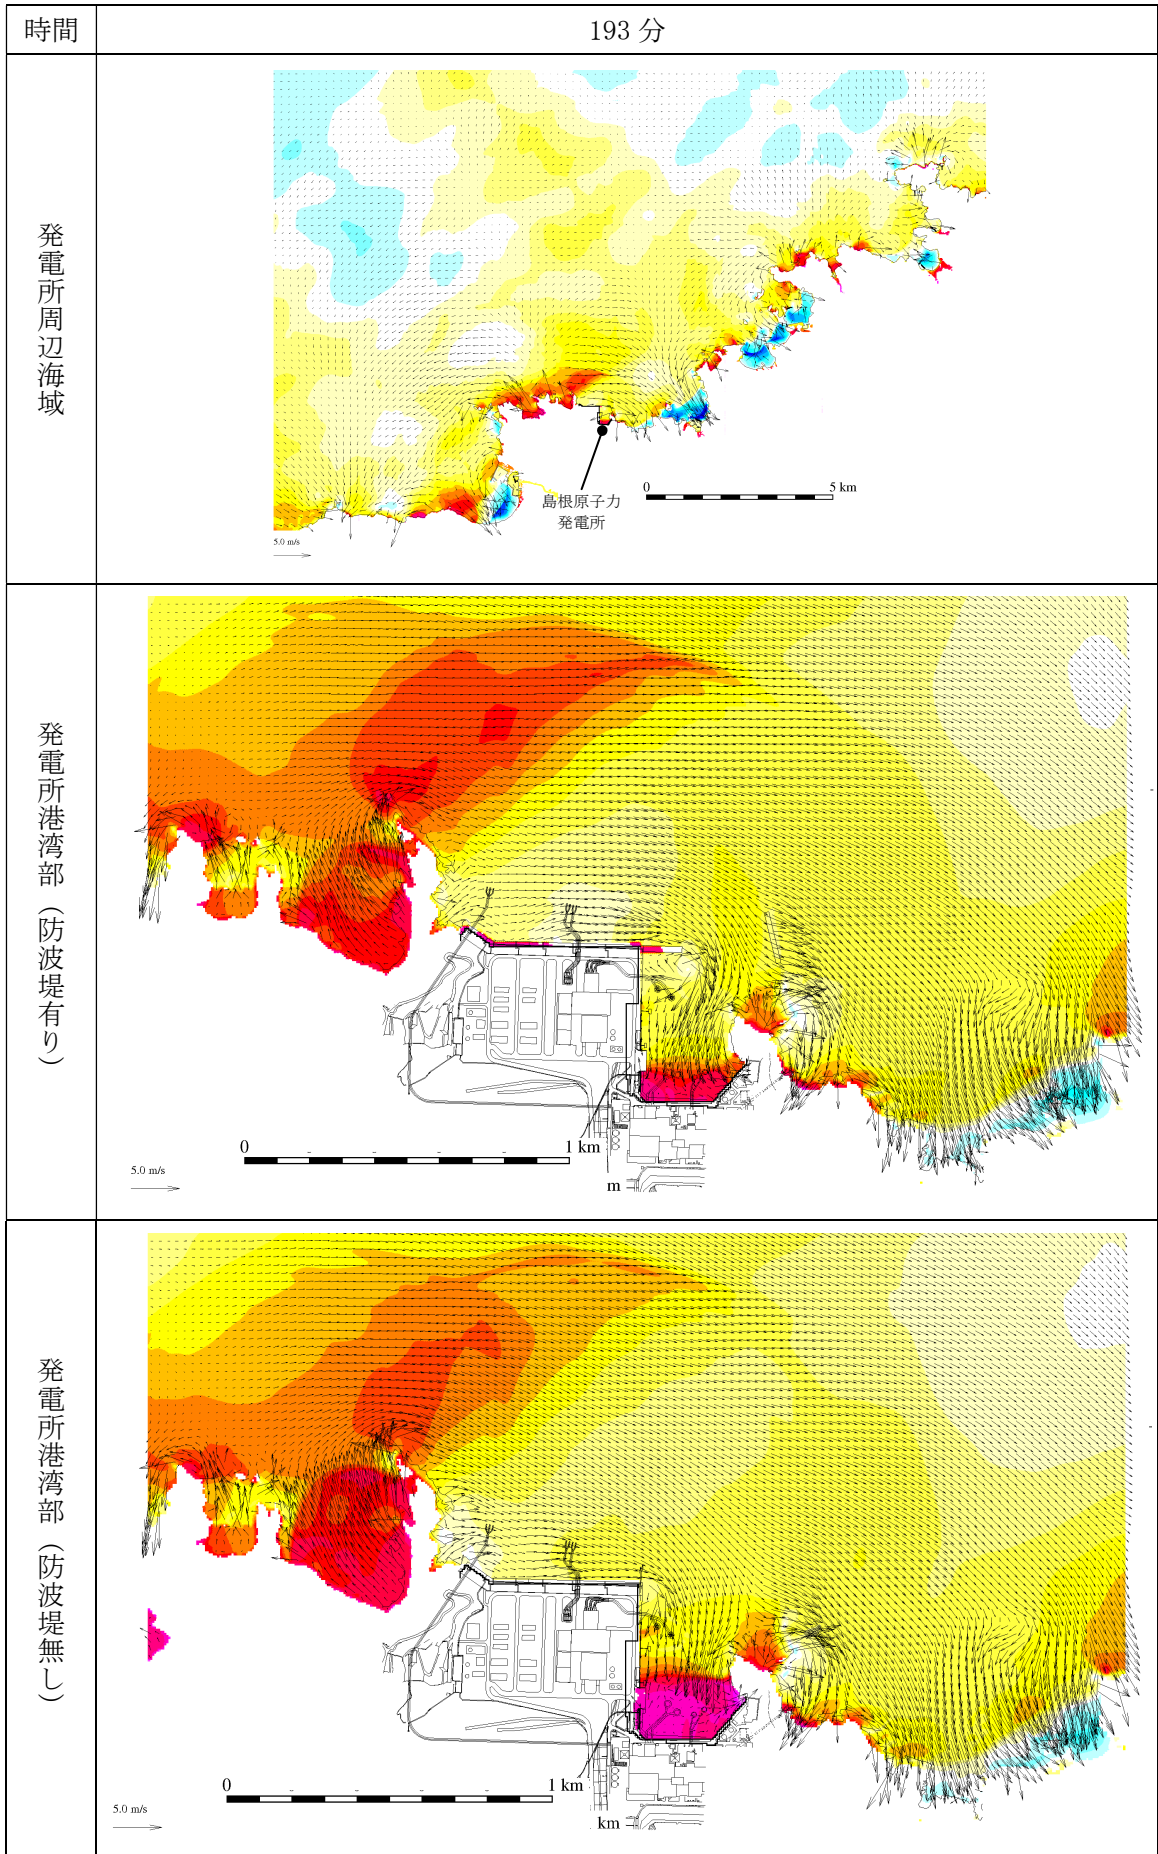 時間
193 分
発電所周辺海域
島根原子力
発電所
0
5 km
5.0 m/s
発電所港湾部（防波堤有り）
0
1 km
5.0 m/s
m
発電所港湾部（防波堤無し）
0
1 km
5.0 m/s
km